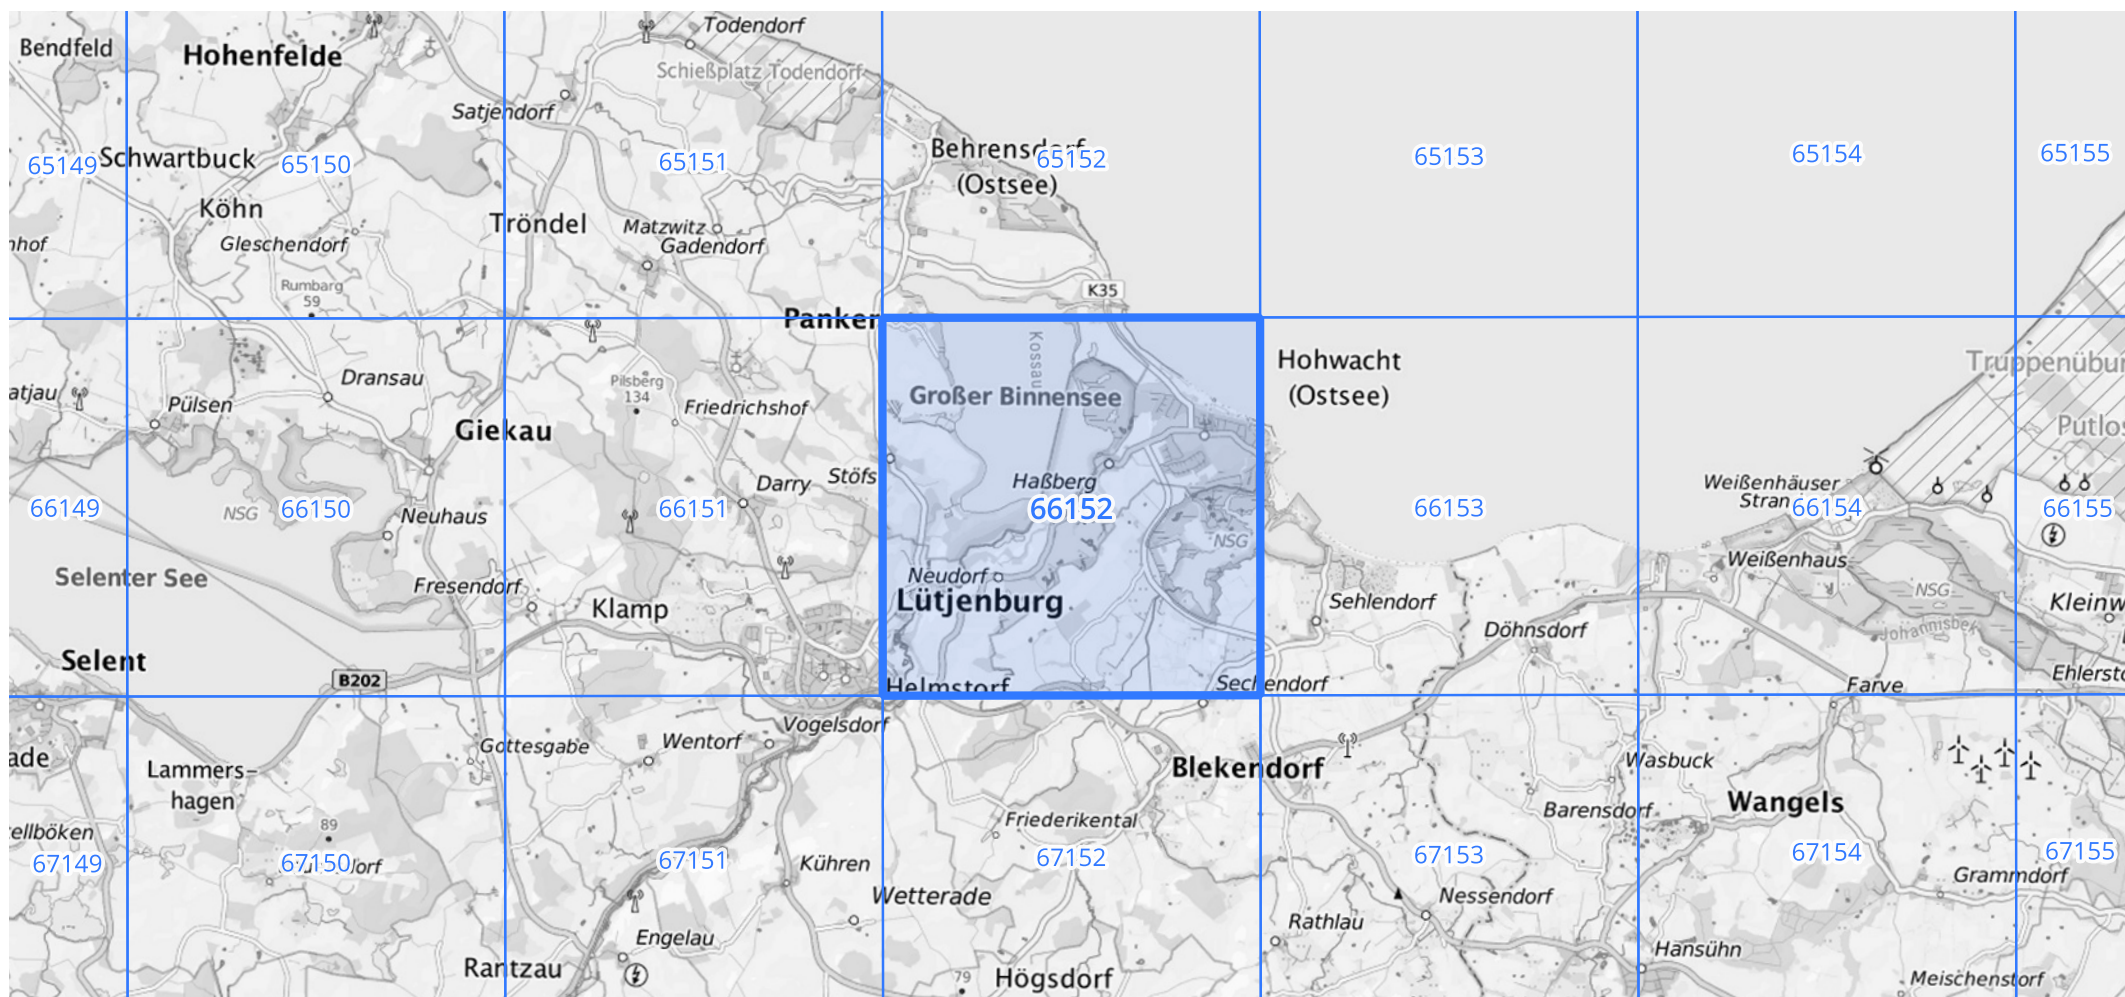 Bendfeld
Hohenfelde
Todendorf
Schießplatz Todendorf
Satjendorf
65149
Schwartbuck
65150
65151
Behrensdorf
(Ostsee)
65152
65153
65154
65155
Köhn
Gleschendorf
Tröndel
Matzwitz
Gadendorf
Rumbarg
59
K35
Panker
Kossau
Hohwacht
(Ostsee)
Dransau
Pilsberg
134
Großer Binnensee
Pülsen
Friedrichshof
Giekau
Darry
Haßberg
Weißenhäuser
66149
NSG
66150
Neuhaus
66151
66152
66153
66154
66155
NSG
Weißenhaus
Selenter See
Fresendorf
Klamp
Neudorf
Lütjenburg
Sehlendorf
NSG
Johannisbek
Döhnsdorf
Selent
B202
Helmstorf
Sechendorf
Farve
Vogelsdorf
Gottesgabe
Wentorf
Lammers-
hagen
Blekendorf
Wasbuck
Wangels
Barensdorf
89
Friederikental
67149
67150
67151
Kühren
67152
67153
67154
67155
Wetterade
Nessendorf
Grammdorf
Rathlau
Engelau
Rantzau
79
Högsdorf
Hansühn
Meischenstorf